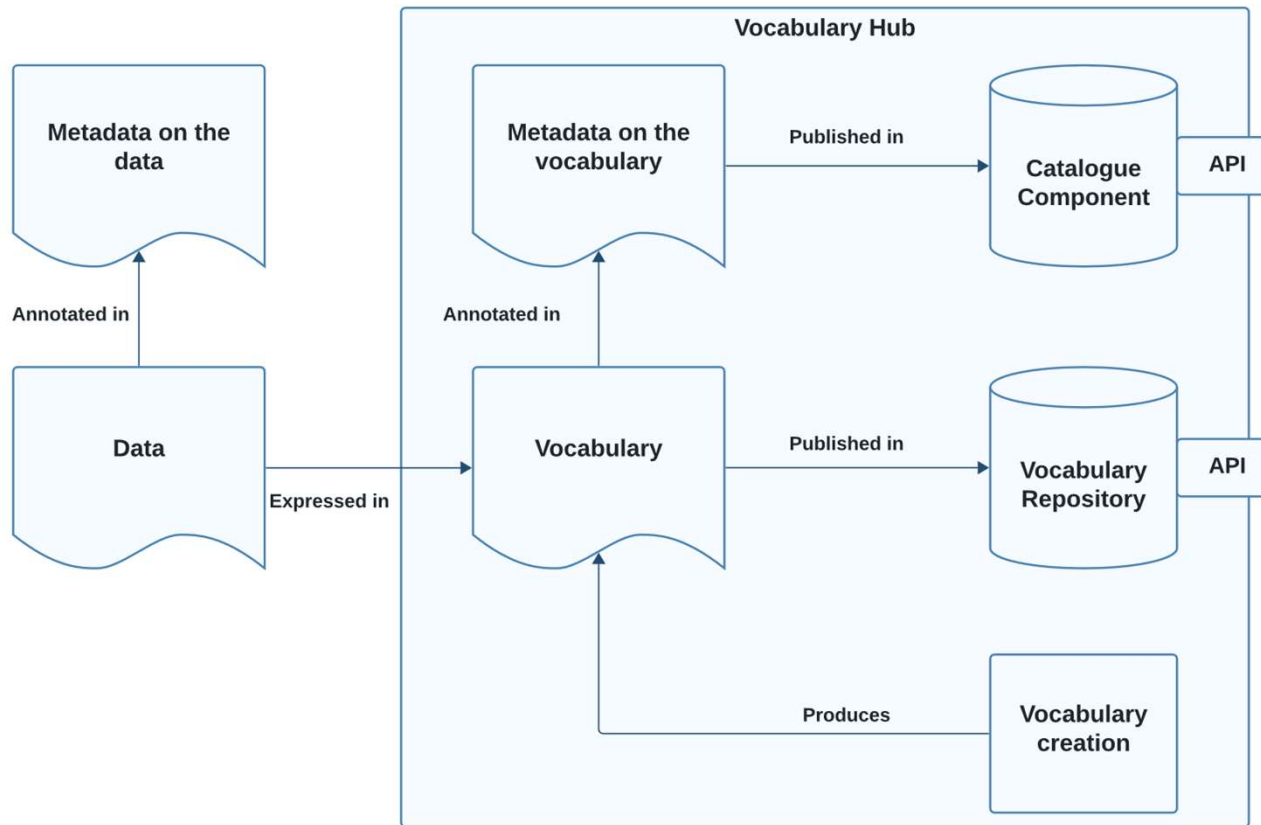 Vocabulary Hub
Metadata on the
data
Metadata on the
vocabulary
Published in
Catalogue
Component
API
Annotated in
Annotated in
Data
Expressed in
Vocabulary
Published in
Vocabulary
Repository
API
Produces
Vocabulary
creation